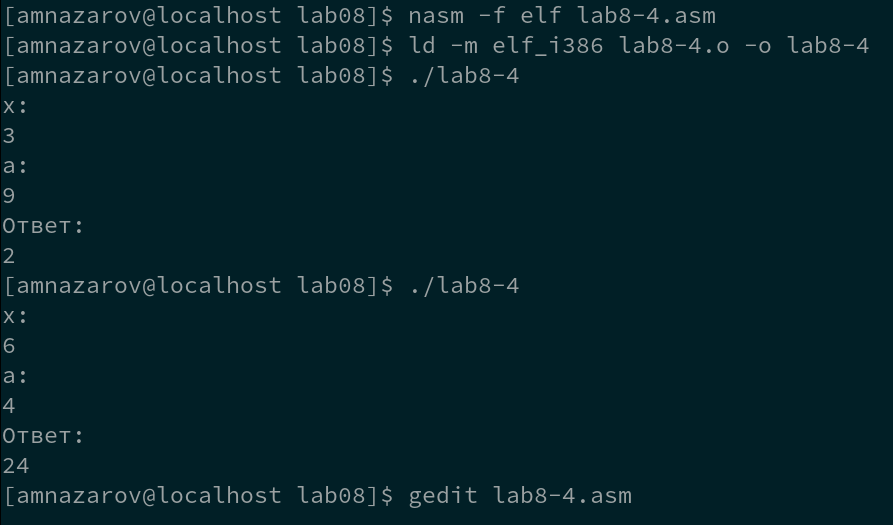 [amnazarov@localhost lab08]$ nasm -f elf lab8-4.asm
[amnazarov@localhost lab08]$ ld -m elf_i386 lab8-4.o -o lab8-4
[amnazarov@localhost lab08]$ ./lab8-4
x:
3
a:
9
Ответ:
2
[amnazarov@localhost lab08]$ ./lab8-4
x:
6
a:
4
Ответ:
24
[amnazarov@localhost lab08]$ gedit lab8-4.asm